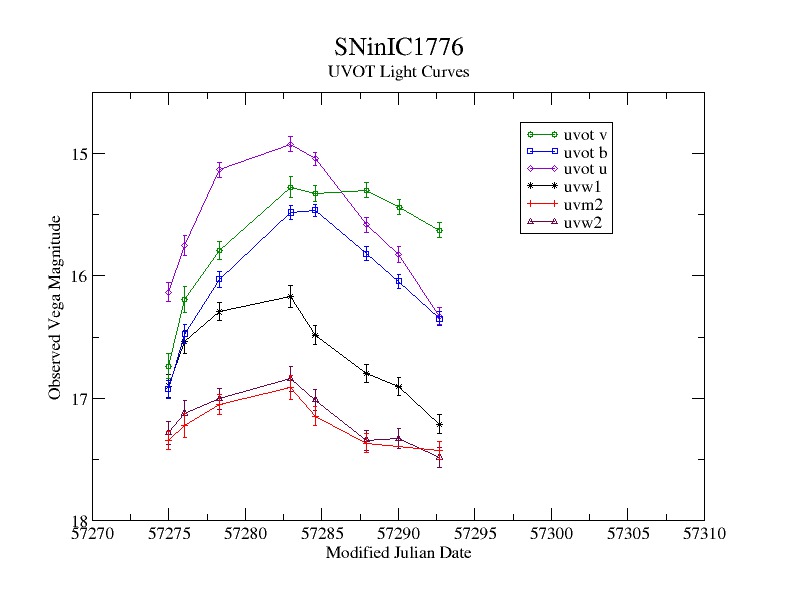 SNinIC1776
UVOT Light Curves
uvot v
uvot b
uvot u
uvw1
uvm2
uvw2
Observed Vega Magnitude
15
16
17
18
57270 57275 57280 57285 57290 57295 57300 57305 57310
Modified Julian Date